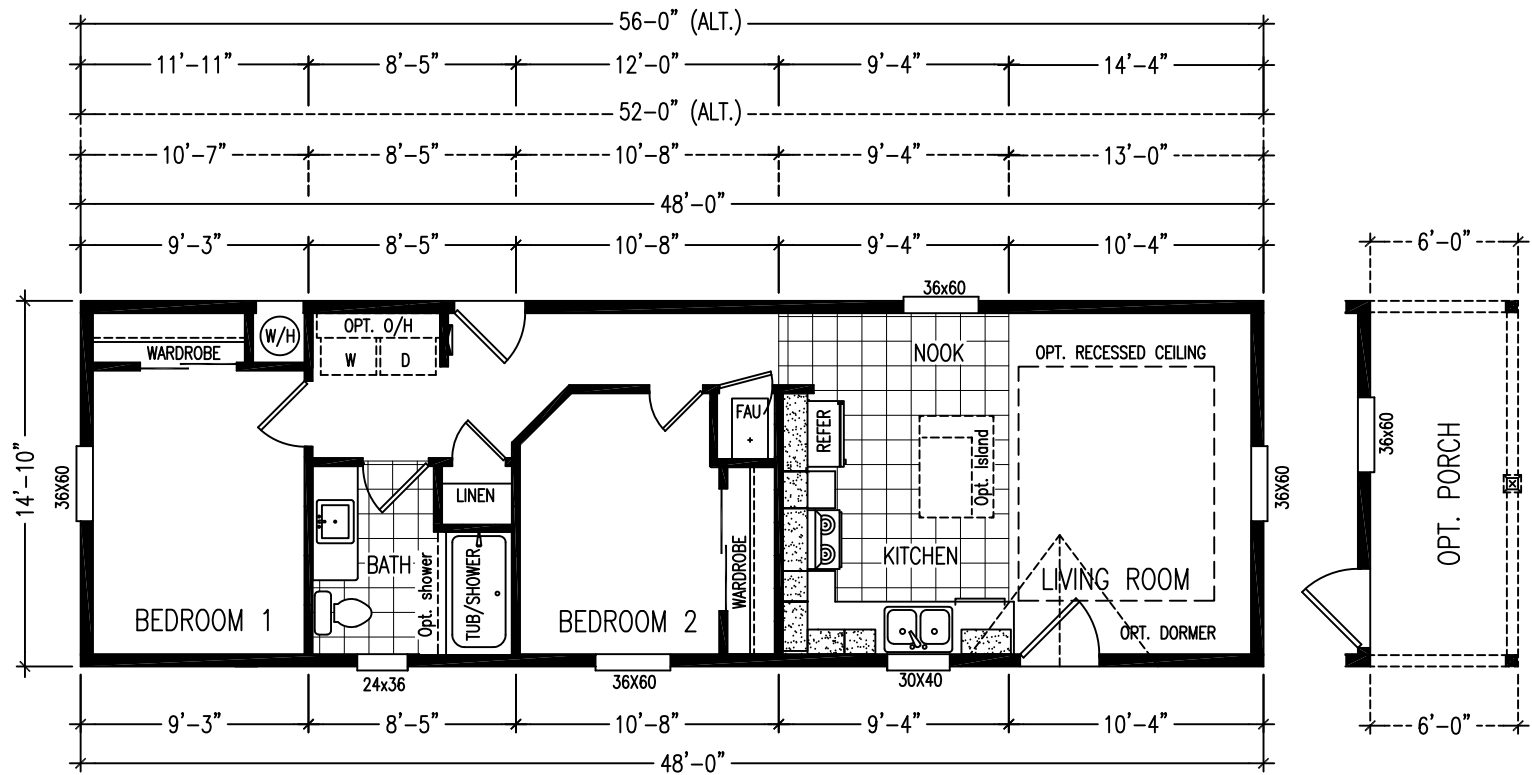 56-0" (ALT.)
11'-11" 8'-5" 12'-0" 9'-4" 14'-4"
52-0" (ALT.)
10'-7" 8'-5" 10'-8" 9'-4" 13'-0"
48'-0"
9'-3" 8'-5" 10'-8" 9'-4" 10'-4"
6'-0"
36x60
W/H
OPT. O/H
WARDROBE
W D
NOOK
OPT. RECESSED CEILING
FAU
REFER
36x60
14'-10"
36X60
Opt. Island
36X60
OPT. PORCH
LINEN
BATH
Opt. shower
TUB/SHOWER
WARDROBE
KITCHEN
LIVING ROOM
BEDROOM 1
BEDROOM 2
OPT. DORMER
24x36
36X60
30X40
9'-3" 8'-5" 10'-8" 9'-4" 10'-4"
6'-0"
48'-0"